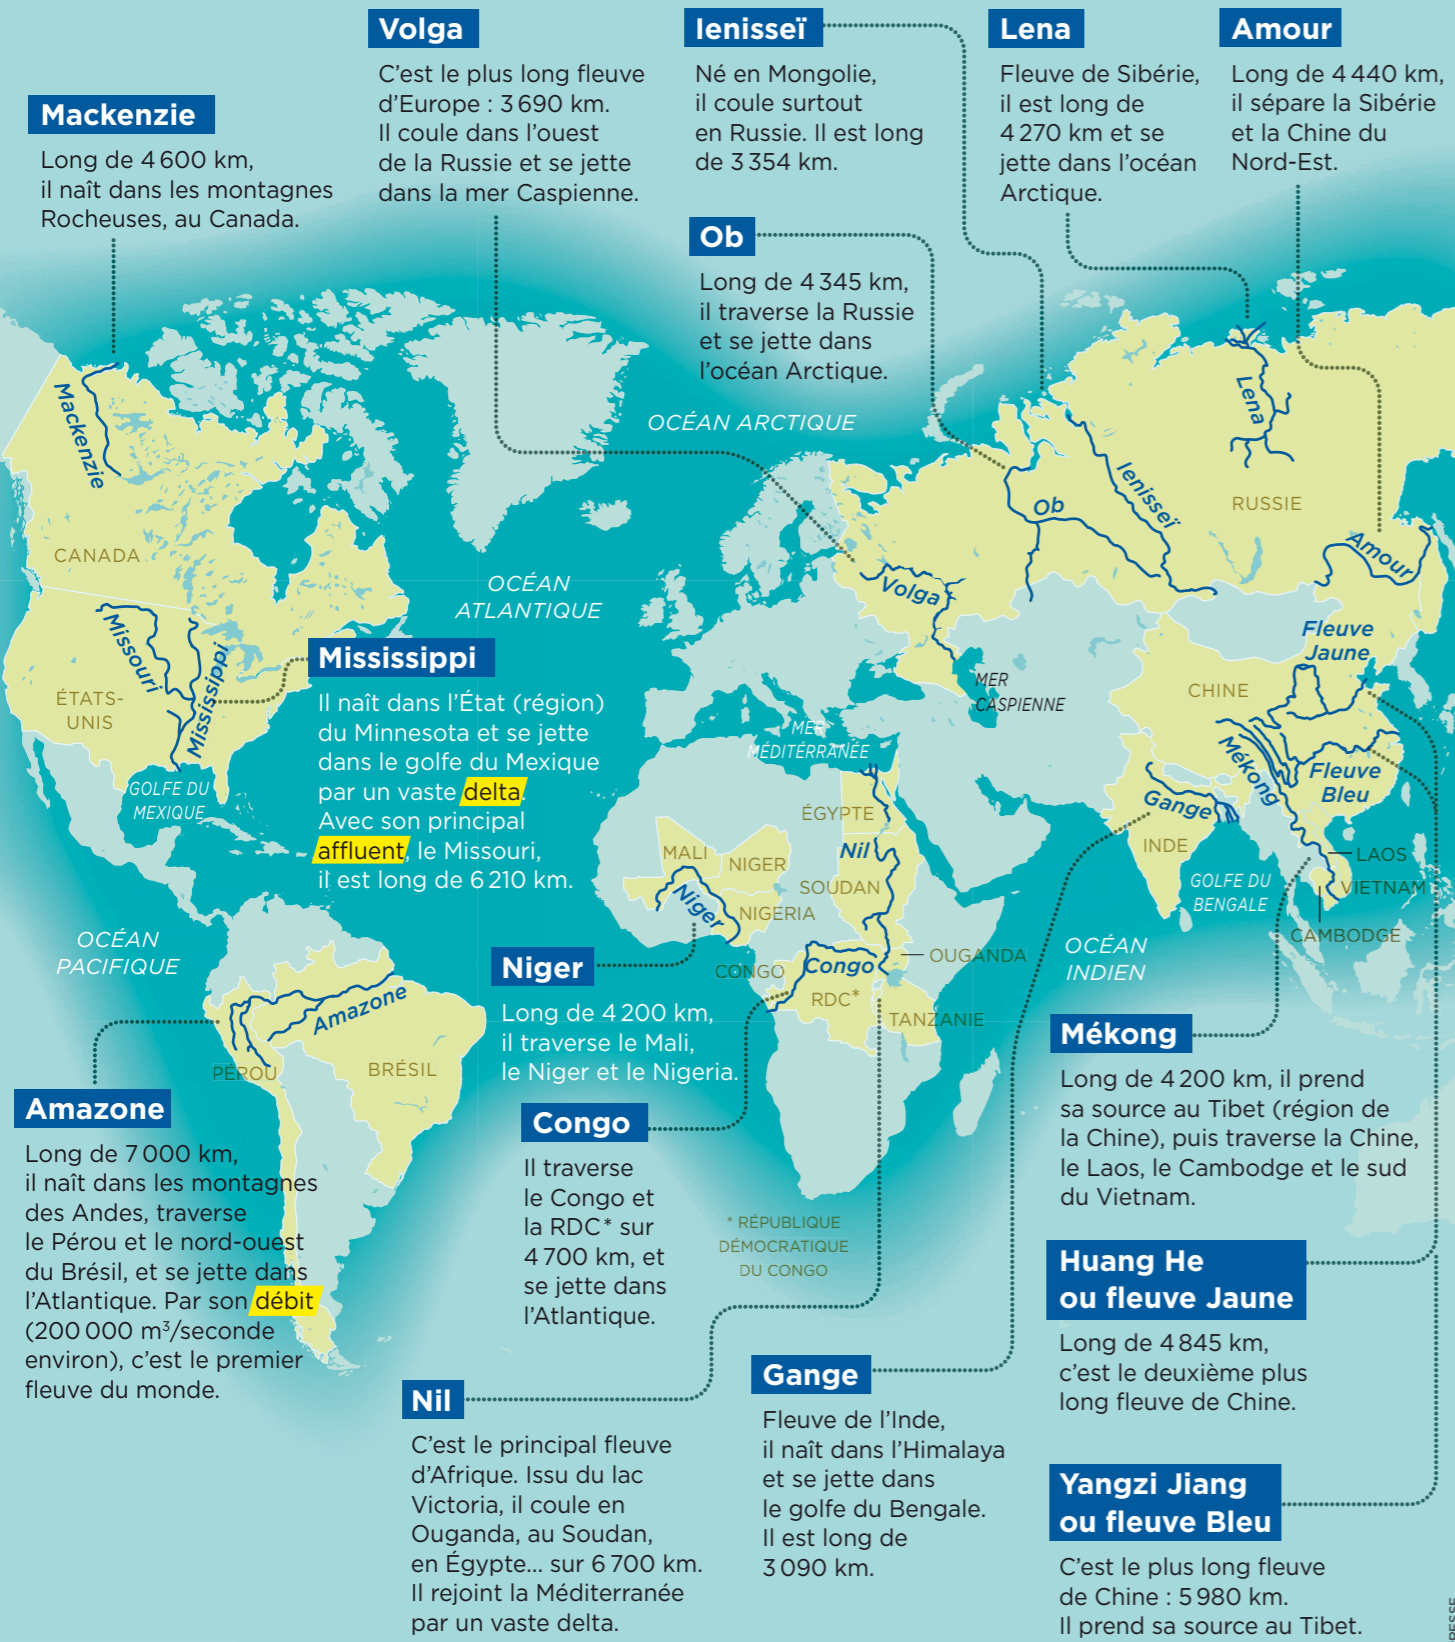 Volga
C'est le plus long fleuve
d'Europe : 3 690 km.
Il coule dans l'ouest
de la Russie et se jette
dans la mer Caspienne.
Ienisseï
Né en Mongolie,
il coule surtout
en Russie. Il est long
de 3 354 km.
Lena
Fleuve de Sibérie,
il est long de
4 270 km et se
jette dans l'océan
Arctique.
Amour
Long de 4 440 km,
il sépare la Sibérie
et la Chine du
Nord-Est.
Mackenzie
Long de 4 600 km,
il naît dans les montagnes
Rocheuses, au Canada.
Ob
Long de 4 345 km,
il traverse la Russie
et se jette dans
l'océan Arctique.
OCÉAN ARCTIQUE
Mackenzie
CANADA
Lena
Ienisseï
Ob
RUSSIE
Amour
Volga
OCÉAN
ATLANTIQUE
Missouri
Mississippi
ÉTATS-
UNIS
GOLFE DU
MEXIQUE
Mississippi
Il naît dans l'État (région)
du Minnesota et se jette
dans le golfe du Mexique
par un vaste delta.
Avec son principal
affluent, le Missouri,
il est long de 6 210 km.
MER
CASPIENNE
MER
MÉDITÉRRANÉE
Fleuve
Jaune
CHINE
Mékong
Fleuve
Bleu
Gange
INDE
GOLFE DU
BENGALE
LAOS
VIETNAM
CAMBODGE
ÉGYPTE
Nil
SOUDAN
MALI
NIGER
Niger
NIGERIA
CONGO
Congo
RDC*
OUGANDA
TANZANIE
OCÉAN
INDIEN
OCÉAN
PACIFIQUE
Amazone
PÉROU
BRÉSIL
Niger
Long de 4 200 km,
il traverse le Mali,
le Niger et le Nigeria.
Mékong
Long de 4 200 km, il prend
sa source au Tibet (région de
la Chine), puis traverse la Chine,
le Laos, le Cambodge et le sud
du Vietnam.
Amazone
Long de 7 000 km,
il naît dans les montagnes
des Andes, traverse
le Pérou et le nord-ouest
du Brésil, et se jette dans
l'Atlantique. Par son débit
(200 000 m³/seconde
environ), c'est le premier
fleuve du monde.
Congo
Il traverse
le Congo et
la RDC* sur
4 700 km, et
se jette dans
l'Atlantique.
* RÉPUBLIQUE
DÉMOCRATIQUE
DU CONGO
Huang He
ou fleuve Jaune
Long de 4 845 km,
c'est le deuxième plus
long fleuve de Chine.
Nil
C'est le principal fleuve
d'Afrique. Issu du lac
Victoria, il coule en
Ouganda, au Soudan,
en Égypte... sur 6 700 km.
Il rejoint la Méditerranée
par un vaste delta.
Gange
Fleuve de l'Inde,
il naît dans l'Himalaya
et se jette dans
le golfe du Bengale.
Il est long de
3 090 km.
Yangzi Jiang
ou fleuve Bleu
C'est le plus long fleuve
de Chine : 5 980 km.
Il prend sa source au Tibet.